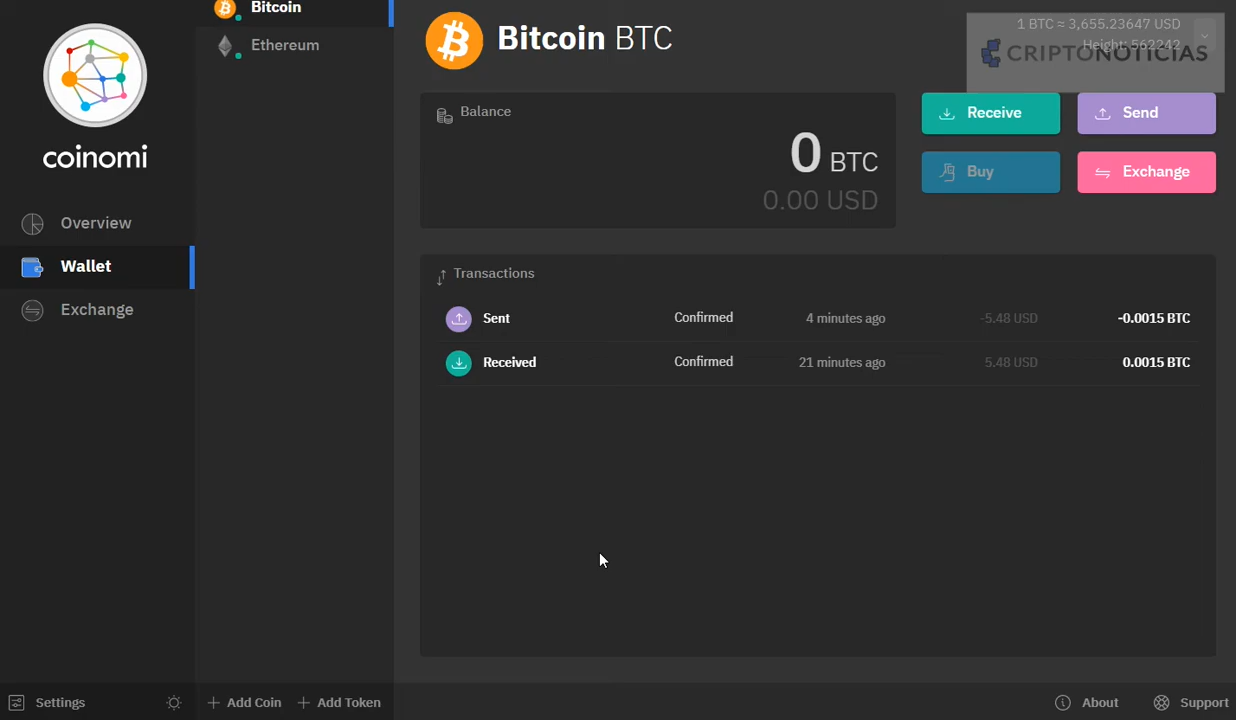 coinomi
Overview
Wallet
Exchange
Settings
Bitcoin
Ethereum
Add Coin
Add Token
Bitcoin BTC
1 BTC ≈ 3,655.23647 USD
Height: 562242
CRIPTONOTICIAS
Balance
0 BTC
0.00 USD
Receive
Send
Buy
Exchange
Transactions
Sent Confirmed 4 minutes ago -5.48 USD -0.0015 BTC
Received Confirmed 21 minutes ago 5.48 USD 0.0015 BTC
About
Support